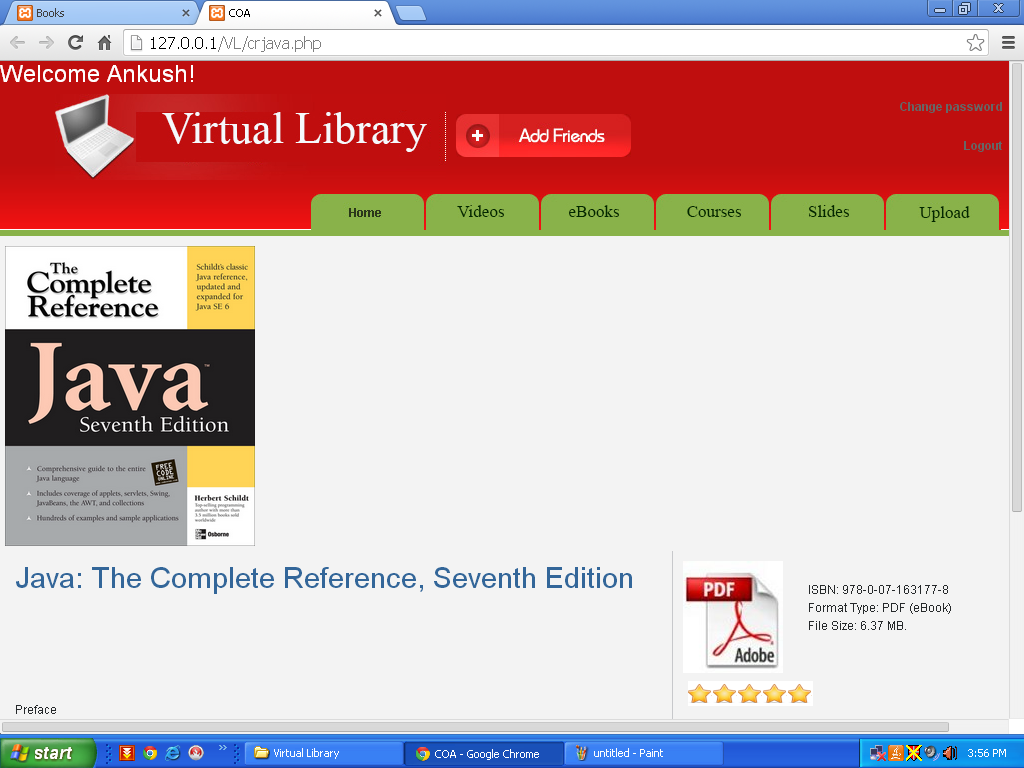 Books
COA
127.0.0.1/VL/crjava.php
Welcome Ankush!
Virtual Library
Add Friends
Change password
Logout
Home
Videos
eBooks
Courses
Slides
Upload
The
Complete
Reference
Schildt's classic
Java reference,
updated and
expanded for
Java SE 6
Java™
Seventh Edition
Comprehensive guide to the entire
Java language
Includes coverage of applets, servlets, Swing,
JavaBeans, the AWT, and collections
Hundreds of examples and sample applications
FREE
CODE
ONLINE
Herbert Schildt
Top-selling programming
author with more than
3.5 million books sold
worldwide
Osborne
Java: The Complete Reference, Seventh Edition
PDF
Adobe
ISBN: 978-0-07-163177-8
Format Type: PDF (eBook)
File Size: 6.37 MB.
Preface
start
Virtual Library
COA - Google Chrome
untitled - Paint
3:56 PM